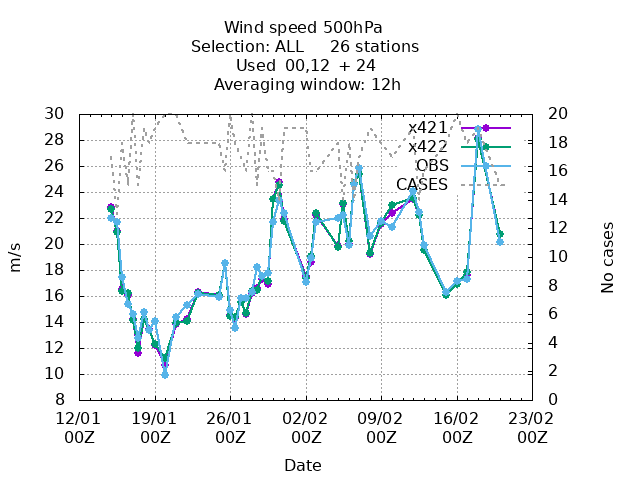 Wind speed 500hPa
Selection: ALL 26 stations
Used 00,12 + 24
Averaging window: 12h
30
28
26
24
22
20
18
16
14
12
10
8
m/s
20
18
16
14
12
10
8
6
4
2
0
No cases
x421
x422
OBS
CASES
12/01 19/01 26/01 02/02 09/02 16/02 23/02
00Z 00Z 00Z 00Z 00Z 00Z 00Z
Date